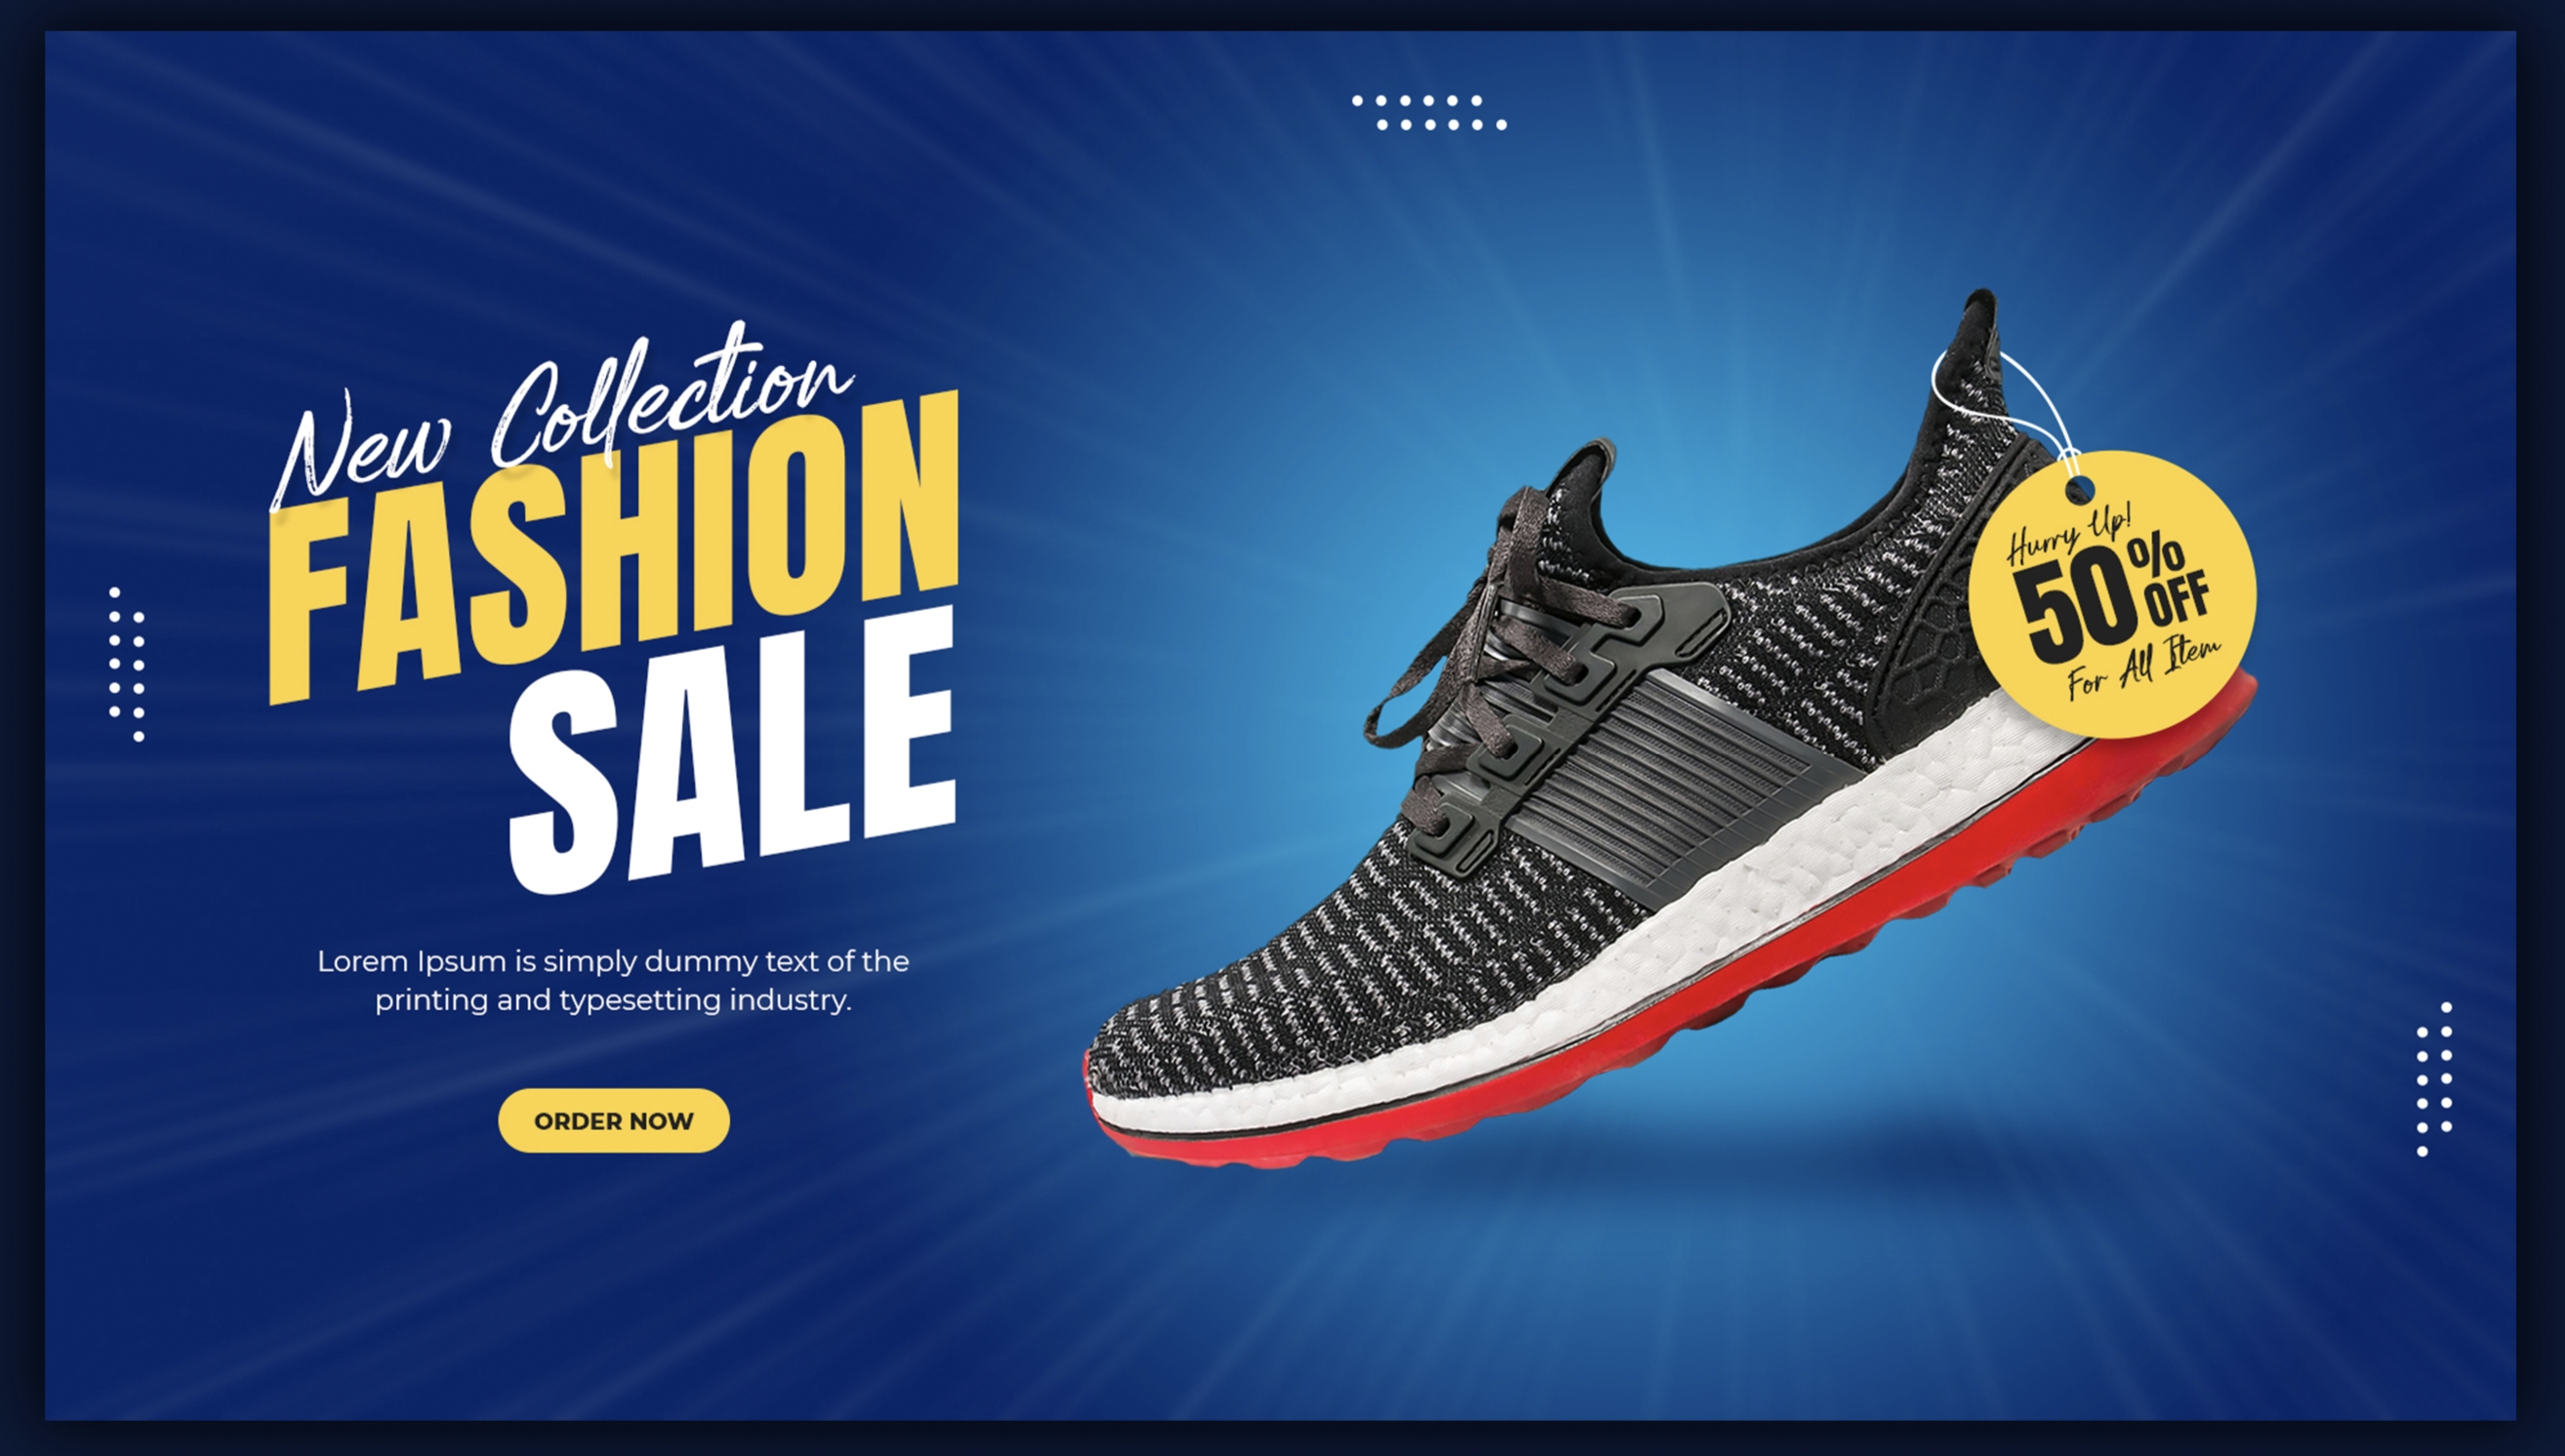 New Collection
FASHION
SALE
Lorem Ipsum is simply dummy text of the
printing and typesetting industry.
ORDER NOW
Hurry Up!
50% OFF
For All Item